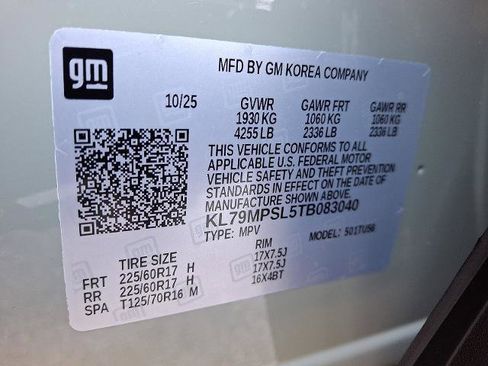 gm
MFD BY GM KOREA COMPANY
10/25 GVWR GAWR FRT GAWR RR
1930 KG 1060 KG 1060 KG
4255 LB 2336 LB 2336 LB
THIS VEHICLE CONFORMS TO ALL
APPLICABLE U.S. FEDERAL MOTOR
VEHICLE SAFETY AND THEFT PREVENTION
STANDARDS IN EFFECT ON THE DATE OF
MANUFACTURE SHOWN ABOVE.
KL79MPSL5TB083040
TYPE: MPV MODEL: 501TU56
TIRE SIZE RIM
FRT 225/60R17 H 17X7.5J
RR 225/60R17 H 17X7.5J
SPA T125/70R16 M 16X4BT